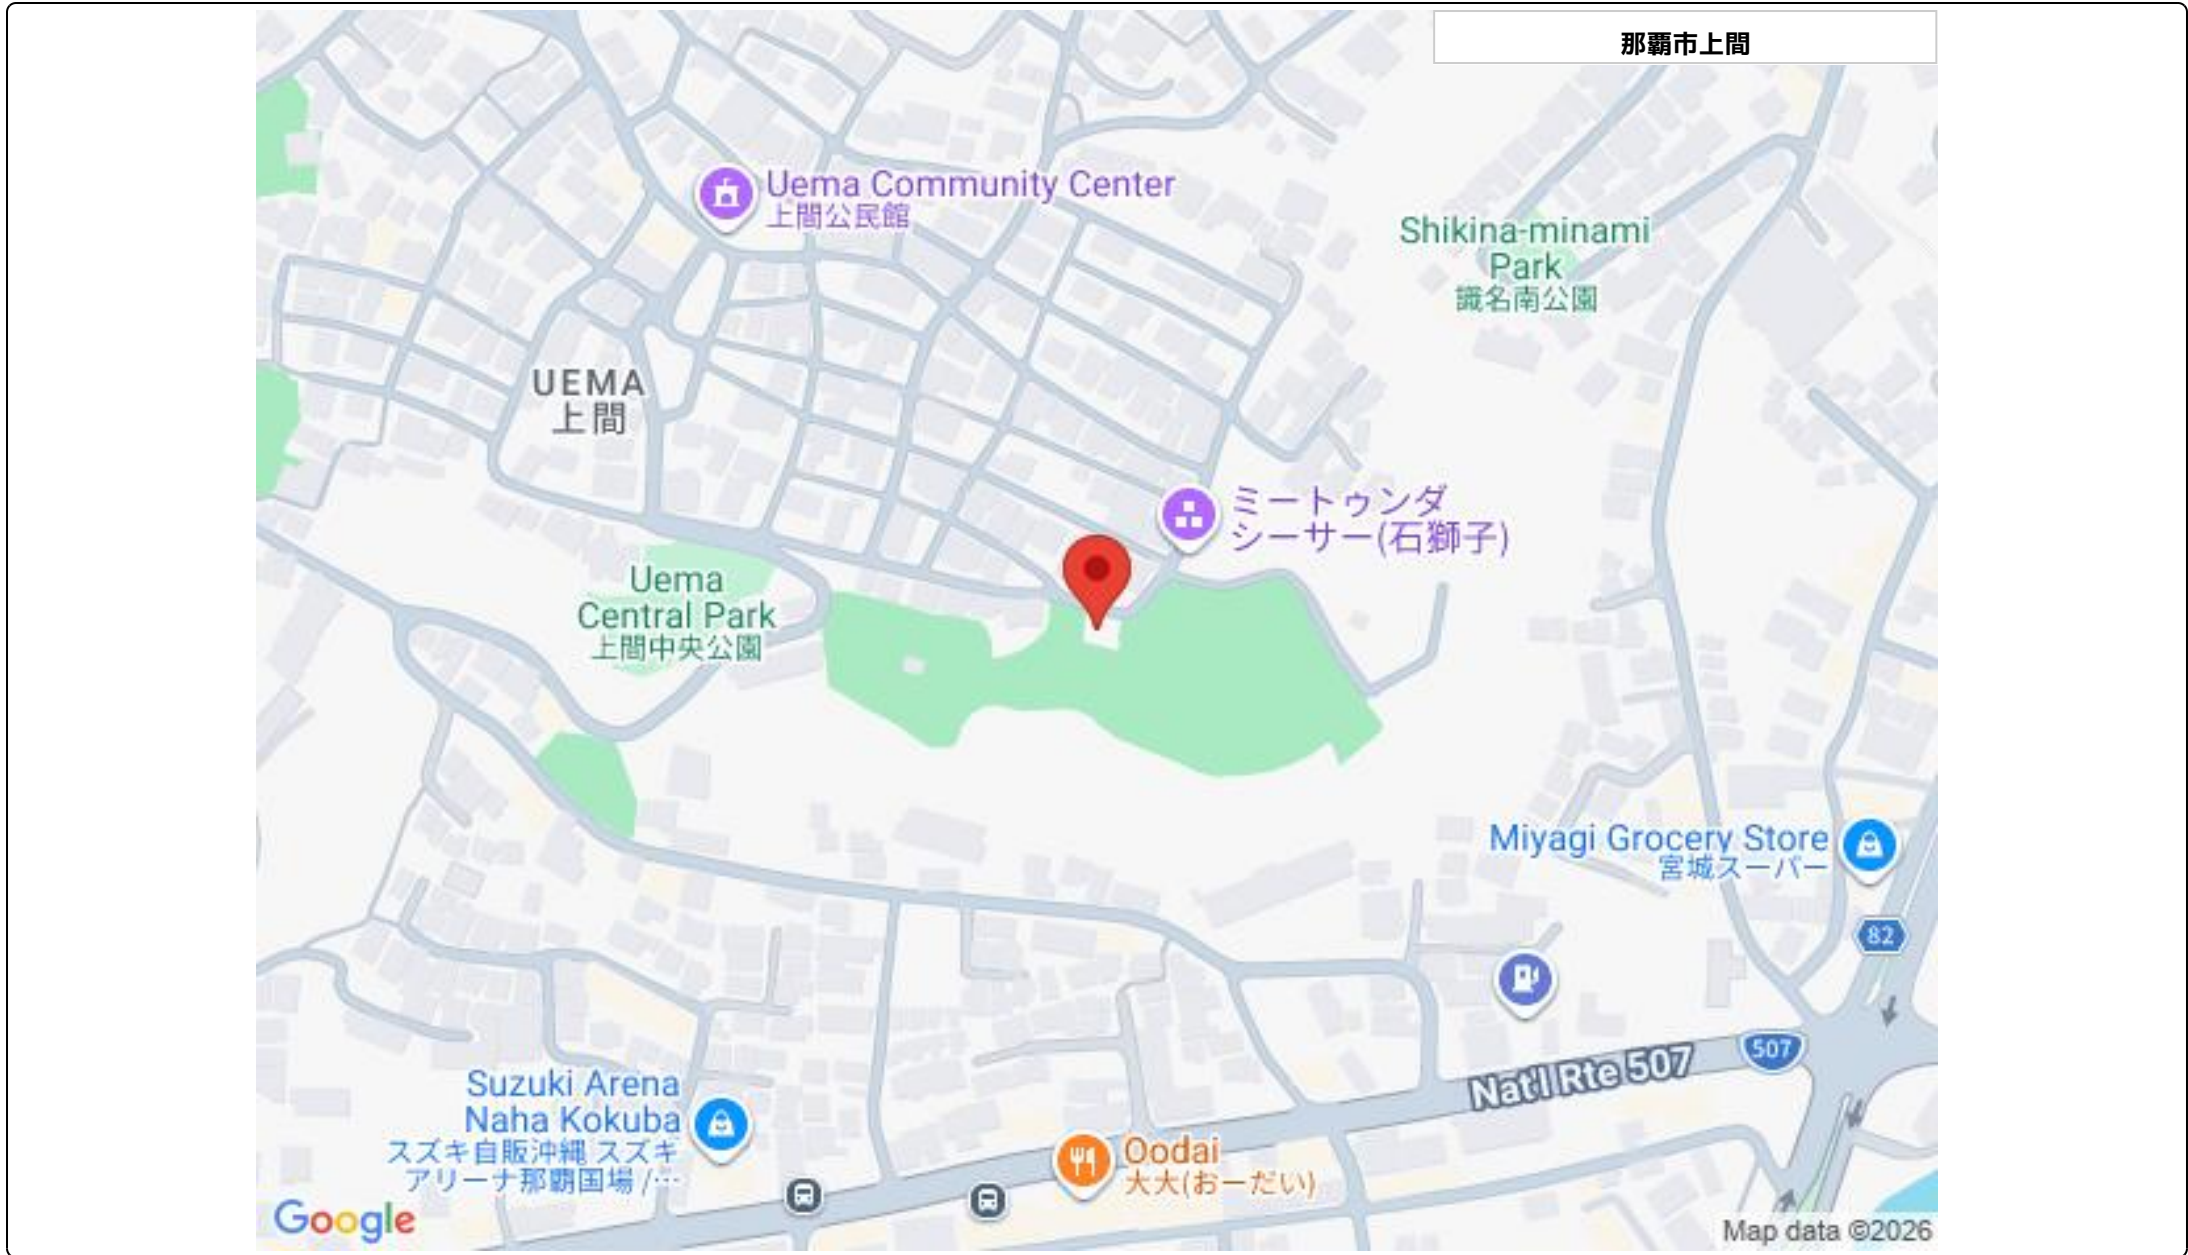 那覇市上間
Uema Community Center
上間公民館
Shikina-minami
Park
識名南公園
UEMA
上間
ミートゥンダ
シーサー(石獅子)
Uema
Central Park
上間中央公園
Miyagi Grocery Store
宮城スーパー
82
507
Nat'l Rte 507
Suzuki Arena
Naha Kokuba
スズキ自販沖縄 スズキ
アリーナ那覇国場 /…
Oodai
大大(おーだい)
Google
Map data ©2026